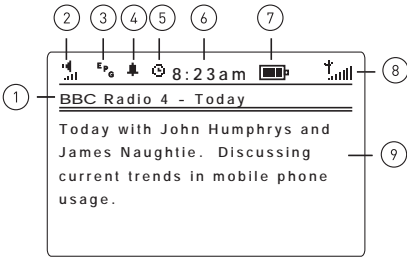 2 3 4 5 6 7
EPG 8:23am 8
1 BBC Radio 4 - Today
Today with John Humphrys and
James Naughtie. Discussing 9
current trends in mobile phone
usage.